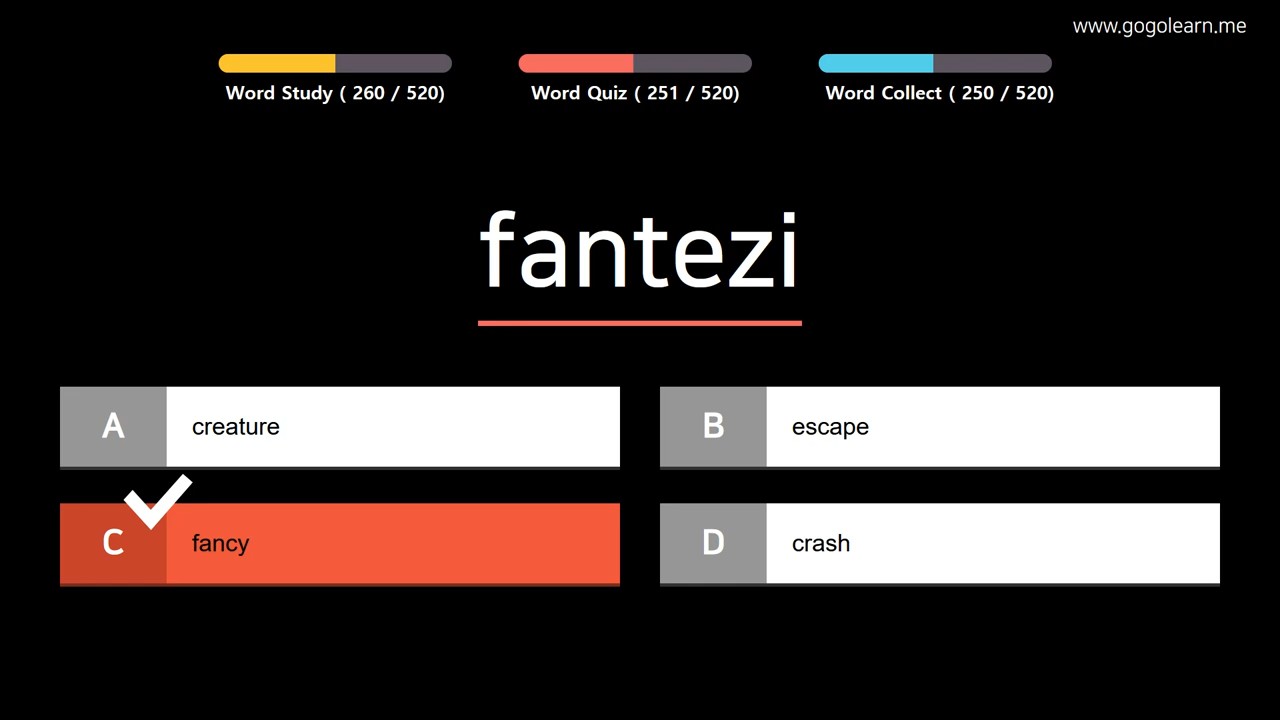 www.gogolearn.me
Word Study ( 260 / 520)
Word Quiz ( 251 / 520)
Word Collect ( 250 / 520)
fantezi
A creature
B escape
C fancy
D crash